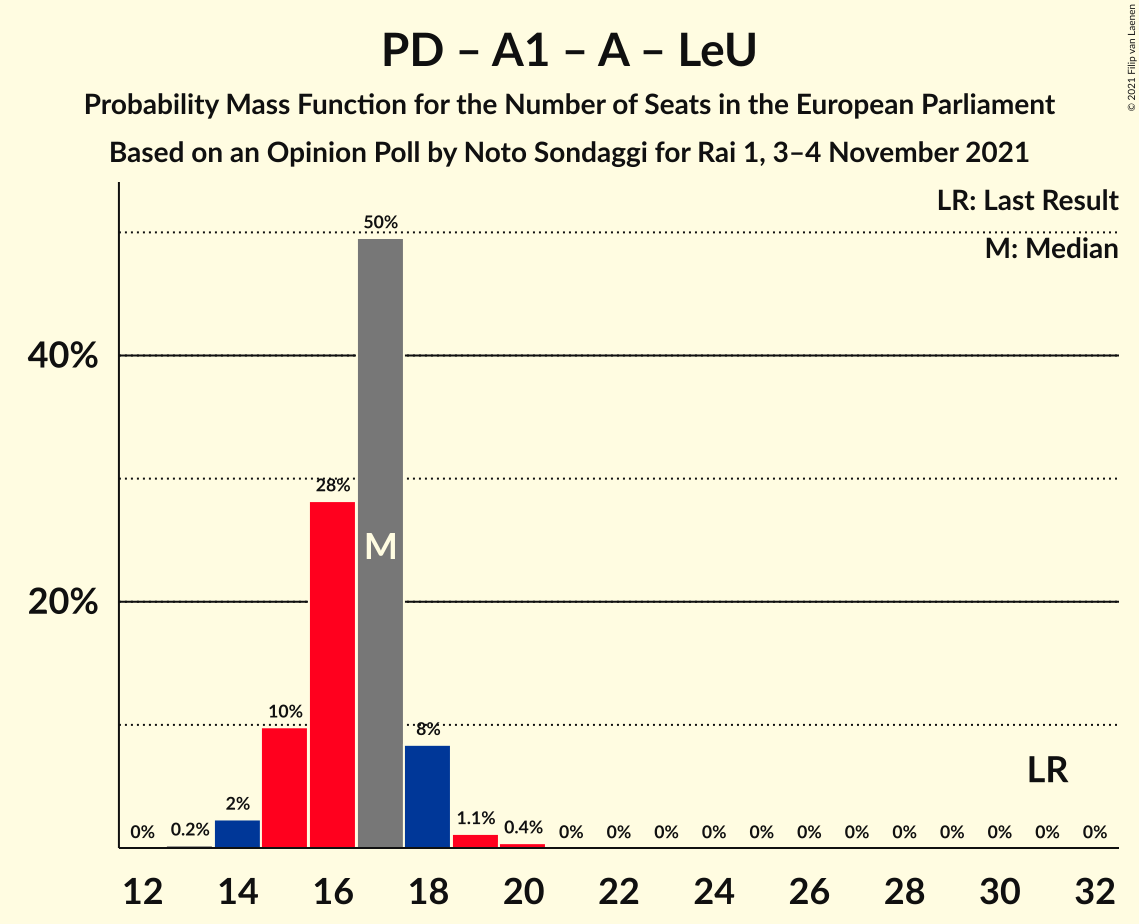 PD – A1 – A – LeU
Probability Mass Function for the Number of Seats in the European Parliament
Based on an Opinion Poll by Noto Sondaggi for Rai 1, 3–4 November 2021
© 2021 Filip van Laenen
LR: Last Result
M: Median
40%
20%
0%
0.2%
2%
10%
28%
50%
M
8%
1.1%
0.4%
0%
0%
0%
0%
0%
0%
0%
0%
0%
0%
0%
0%
LR
12 14 16 18 20 22 24 26 28 30 32